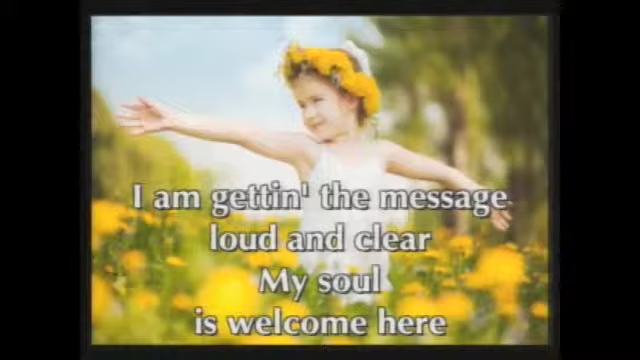 I am gettin' the message
loud and clear
My soul
is welcome here